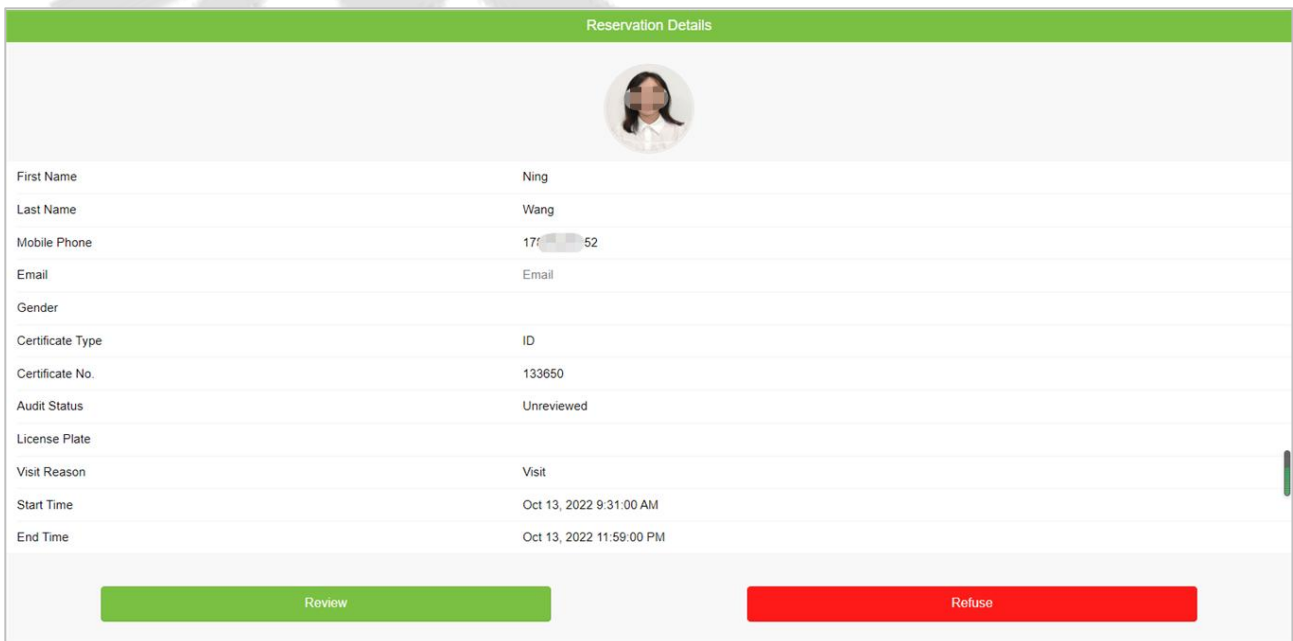 Reservation Details
First Name Ning
Last Name Wang
Mobile Phone 178 52
Email Email
Gender
Certificate Type ID
Certificate No. 133650
Audit Status Unreviewed
License Plate
Visit Reason Visit
Start Time Oct 13, 2022 9:31:00 AM
End Time Oct 13, 2022 11:59:00 PM
Review Refuse